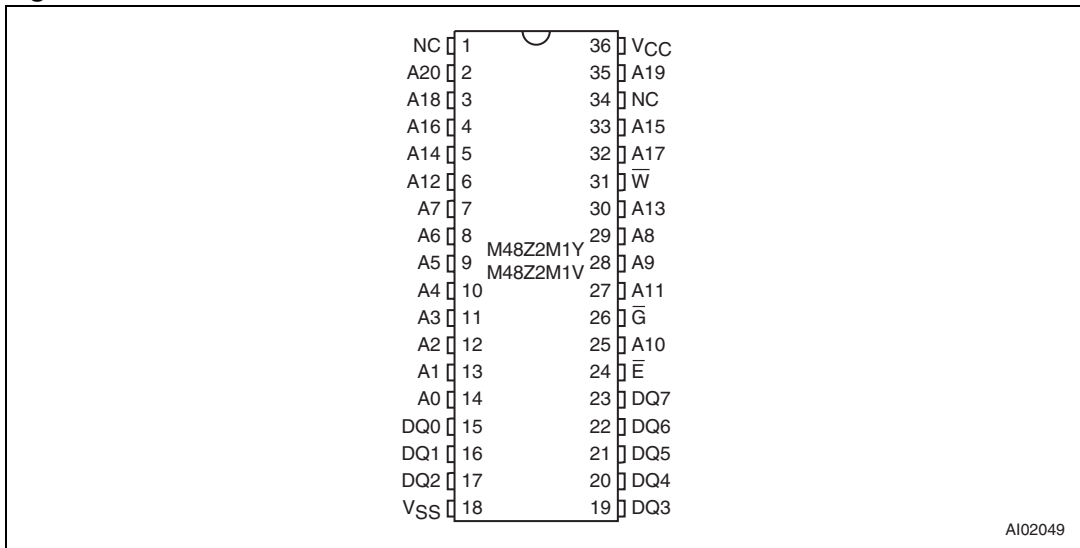 NC 1 36 VCC
A20 2 35 A19
A18 3 34 NC
A16 4 33 A15
A14 5 32 A17
A12 6 31 W̅
A7 7 30 A13
A6 8 29 A8
M48Z2M1Y
A5 9 28 A9
M48Z2M1V
A4 10 27 A11
A3 11 26 G̅
A2 12 25 A10
A1 13 24 E̅
A0 14 23 DQ7
DQ0 15 22 DQ6
DQ1 16 21 DQ5
DQ2 17 20 DQ4
VSS 18 19 DQ3
AI02049